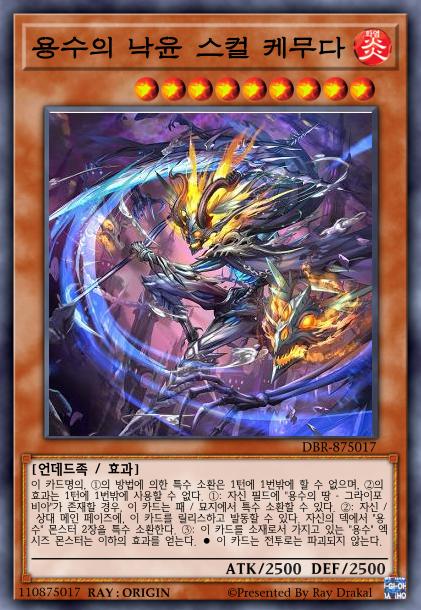 용수의 낙윤 스컬 케무다
화염
炎
DBR-875017
[언데드족 / 효과]
이 카드명의, ①의 방법에 의한 특수 소환은 1턴에 1번밖에 할 수 없으며, ②의
효과는 1턴에 1번밖에 사용할 수 없다. ①: 자신 필드에 "용수의 땅 - 그라이포
비아"가 존재할 경우, 이 카드는 패 / 묘지에서 특수 소환할 수 있다. ②: 자신 /
상대 메인 페이즈에, 이 카드를 릴리스하고 발동할 수 있다. 자신의 덱에서 "용
수" 몬스터 2장을 특수 소환한다. ③: 이 카드를 소재로서 가지고 있는 "용수" 엑
시즈 몬스터는 이하의 효과를 얻는다. ● 이 카드는 전투로는 파괴되지 않는다.
ATK/2500 DEF/2500
110875017 RAY : ORIGIN ©Presented By Ray Drakal